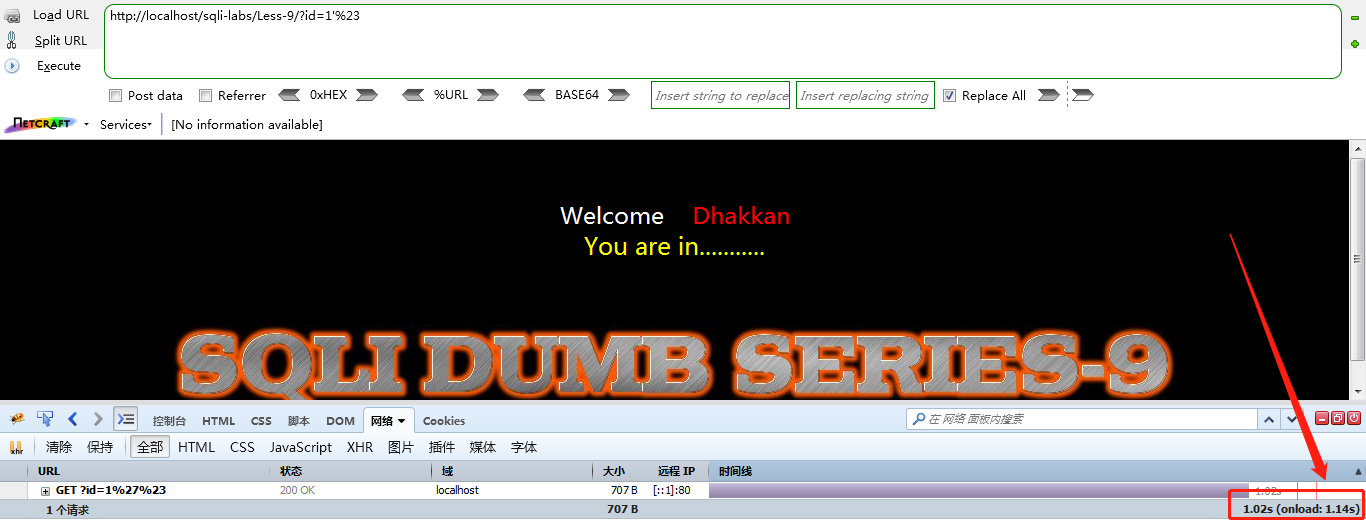 Load URL http://localhost/sqli-labs/Less-9/?id=1'%23
Split URL
Execute
Post data Referrer 0xHEX %URL BASE64 Insert string to replace Insert replacing string Replace All
NETCRAFT Services [No information available]
Welcome Dhakkan
You are in...........
SQLI DUMB SERIES-9
控制台 HTML CSS 脚本 DOM 网络 Cookies 在 网络 面板内搜索
xhr 清除 保持 全部 HTML CSS JavaScript XHR 图片 插件 媒体 字体
URL 状态 域 大小 远程 IP 时间线
GET ?id=1%27%23 200 OK localhost 707 B [::1]:80 1.02s
1 个请求 707 B 1.02s (onload: 1.14s)